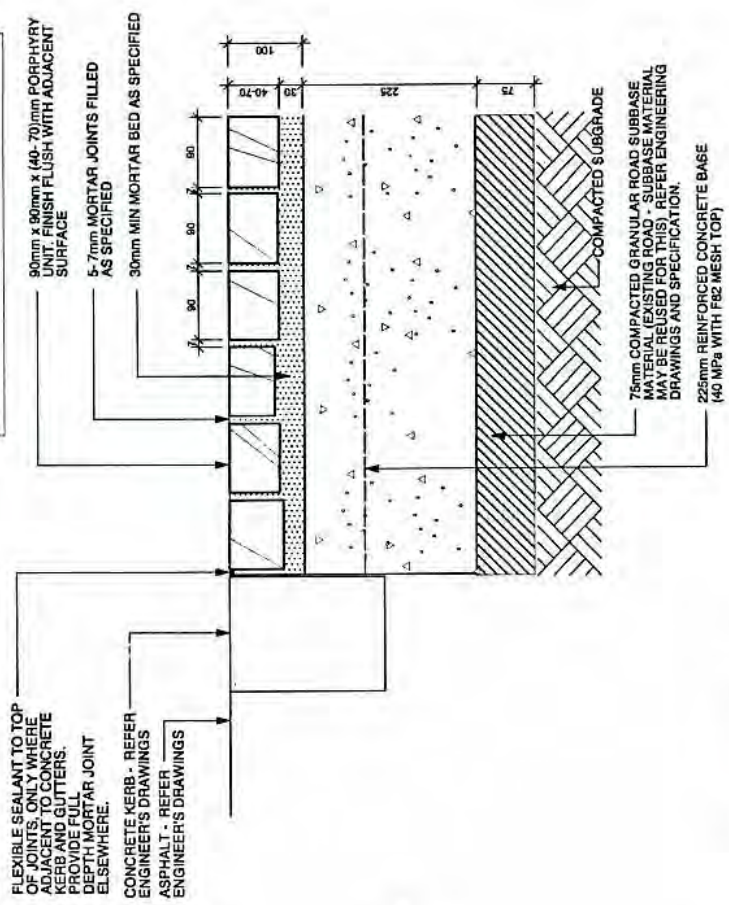 FLEXIBLE SEALANT TO TOP
OF JOINTS, ONLY WHERE
ADJACENT TO CONCRETE
KERB AND GUTTERS.
PROVIDE FULL
DEPTH MORTAR JOINT
ELSEWHERE.
CONCRETE KERB - REFER
ENGINEER'S DRAWINGS
ASPHALT - REFER
ENGINEER'S DRAWINGS
90mm x 90mm x (40- 70)mm PORPHYRY
UNIT. FINISH FLUSH WITH ADJACENT
SURFACE
5- 7mm MORTAR JOINTS FILLED
AS SPECIFIED
30mm MIN MORTAR BED AS SPECIFIED
7
90
7
90
7
90
100
40-70
30
225
75
COMPACTED SUBGRADE
75mm COMPACTED GRANULAR ROAD SUBBASE
MATERIAL (EXISTING ROAD - SUBBASE MATERIAL
MAY BE REUSED FOR THIS). REFER ENGINEERING
DRAWINGS AND SPECIFICATION.
225mm REINFORCED CONCRETE BASE
(40 MPa WITH F82 MESH TOP)